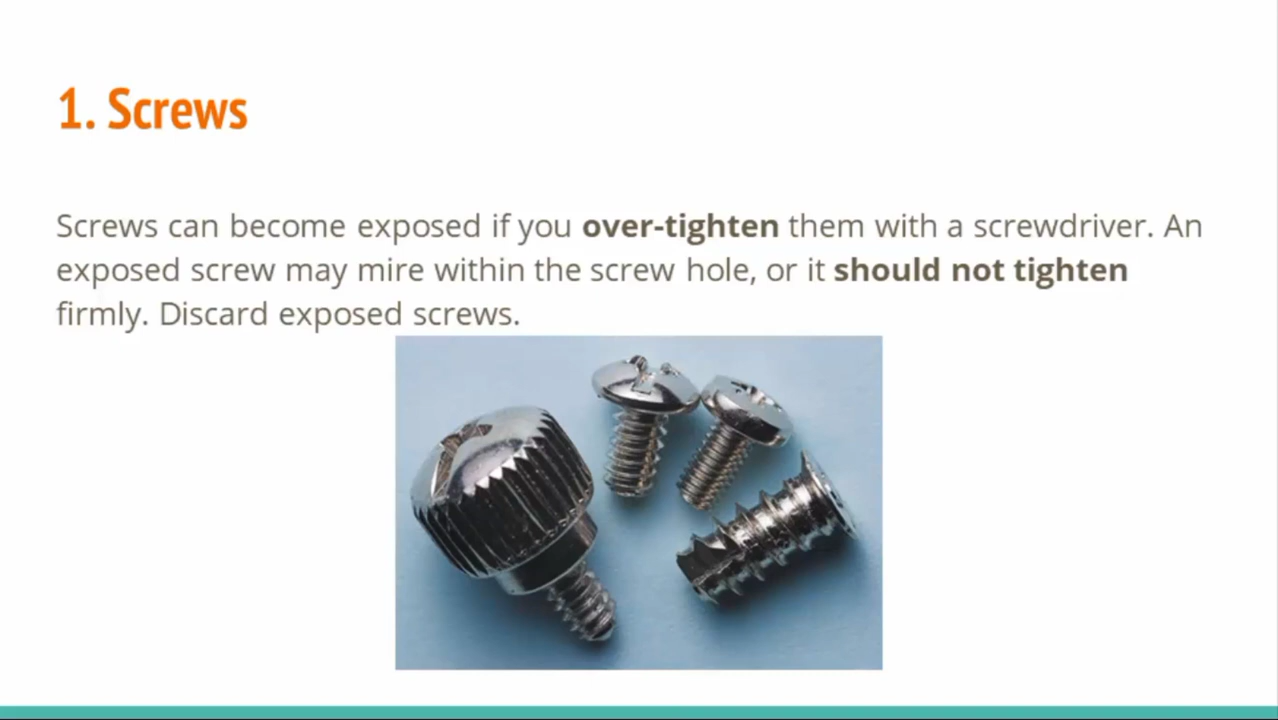 1. Screws
Screws can become exposed if you over-tighten them with a screwdriver. An
exposed screw may mire within the screw hole, or it should not tighten
firmly. Discard exposed screws.